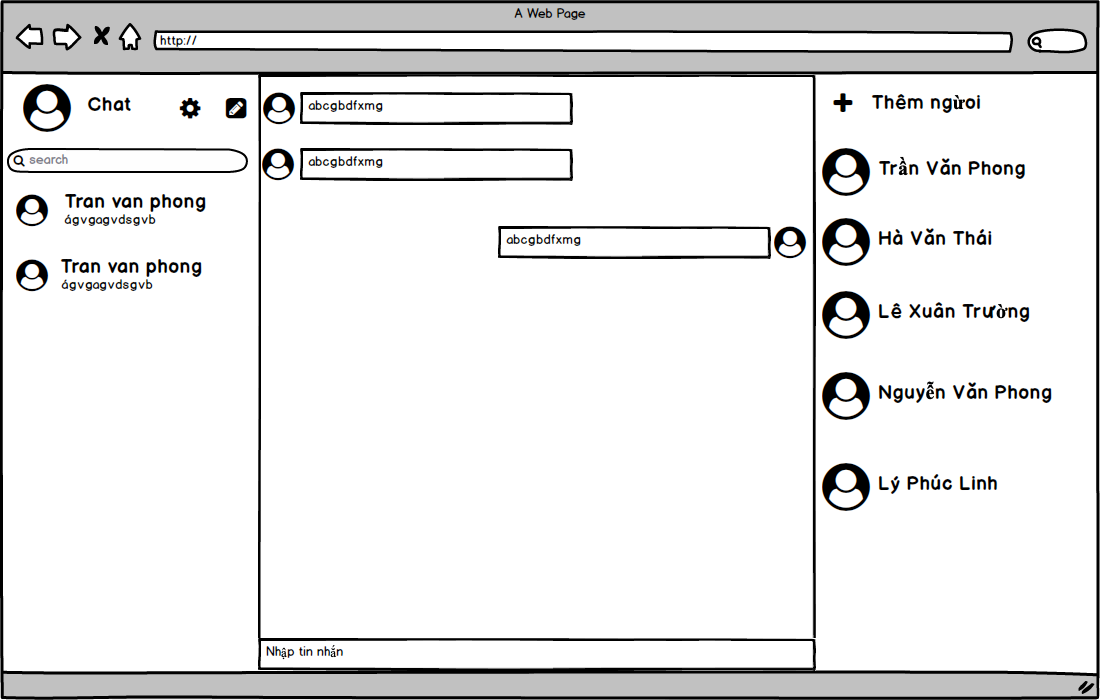 A Web Page
http://
Chat
search
Tran van phong
ágvgagvdsgvb
Tran van phong
ágvgagvdsgvb
abcgbdfxmg
abcgbdfxmg
abcgbdfxmg
Nhập tin nhắn
Thêm ngừoi
Trần Văn Phong
Hà Văn Thái
Lê Xuân Trường
Nguyễn Văn Phong
Lý Phúc Linh